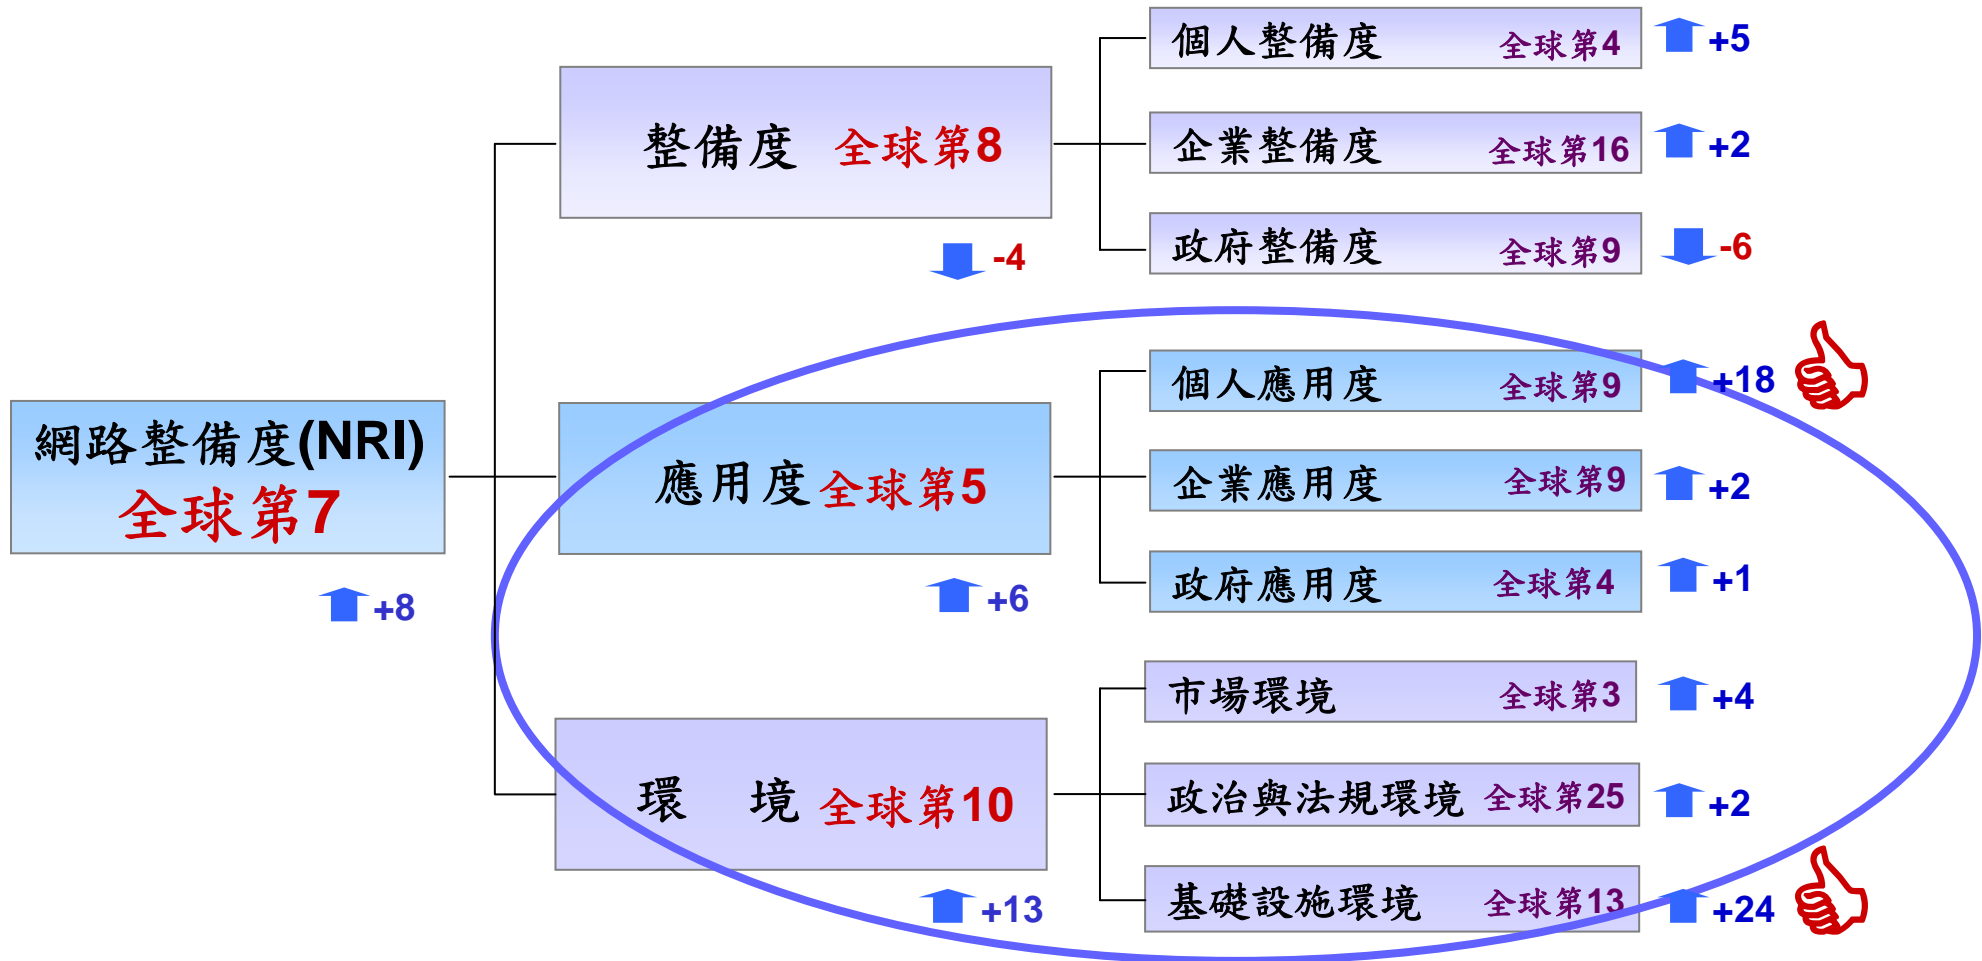 網路整備度(NRI)
全球第7
+8
整備度 全球第8
-4
個人整備度 全球第4 +5
企業整備度 全球第16 +2
政府整備度 全球第9 -6
應用度 全球第5
+6
個人應用度 全球第9 +18
企業應用度 全球第9 +2
政府應用度 全球第4 +1
環 境 全球第10
+13
市場環境 全球第3 +4
政治與法規環境 全球第25 +2
基礎設施環境 全球第13 +24